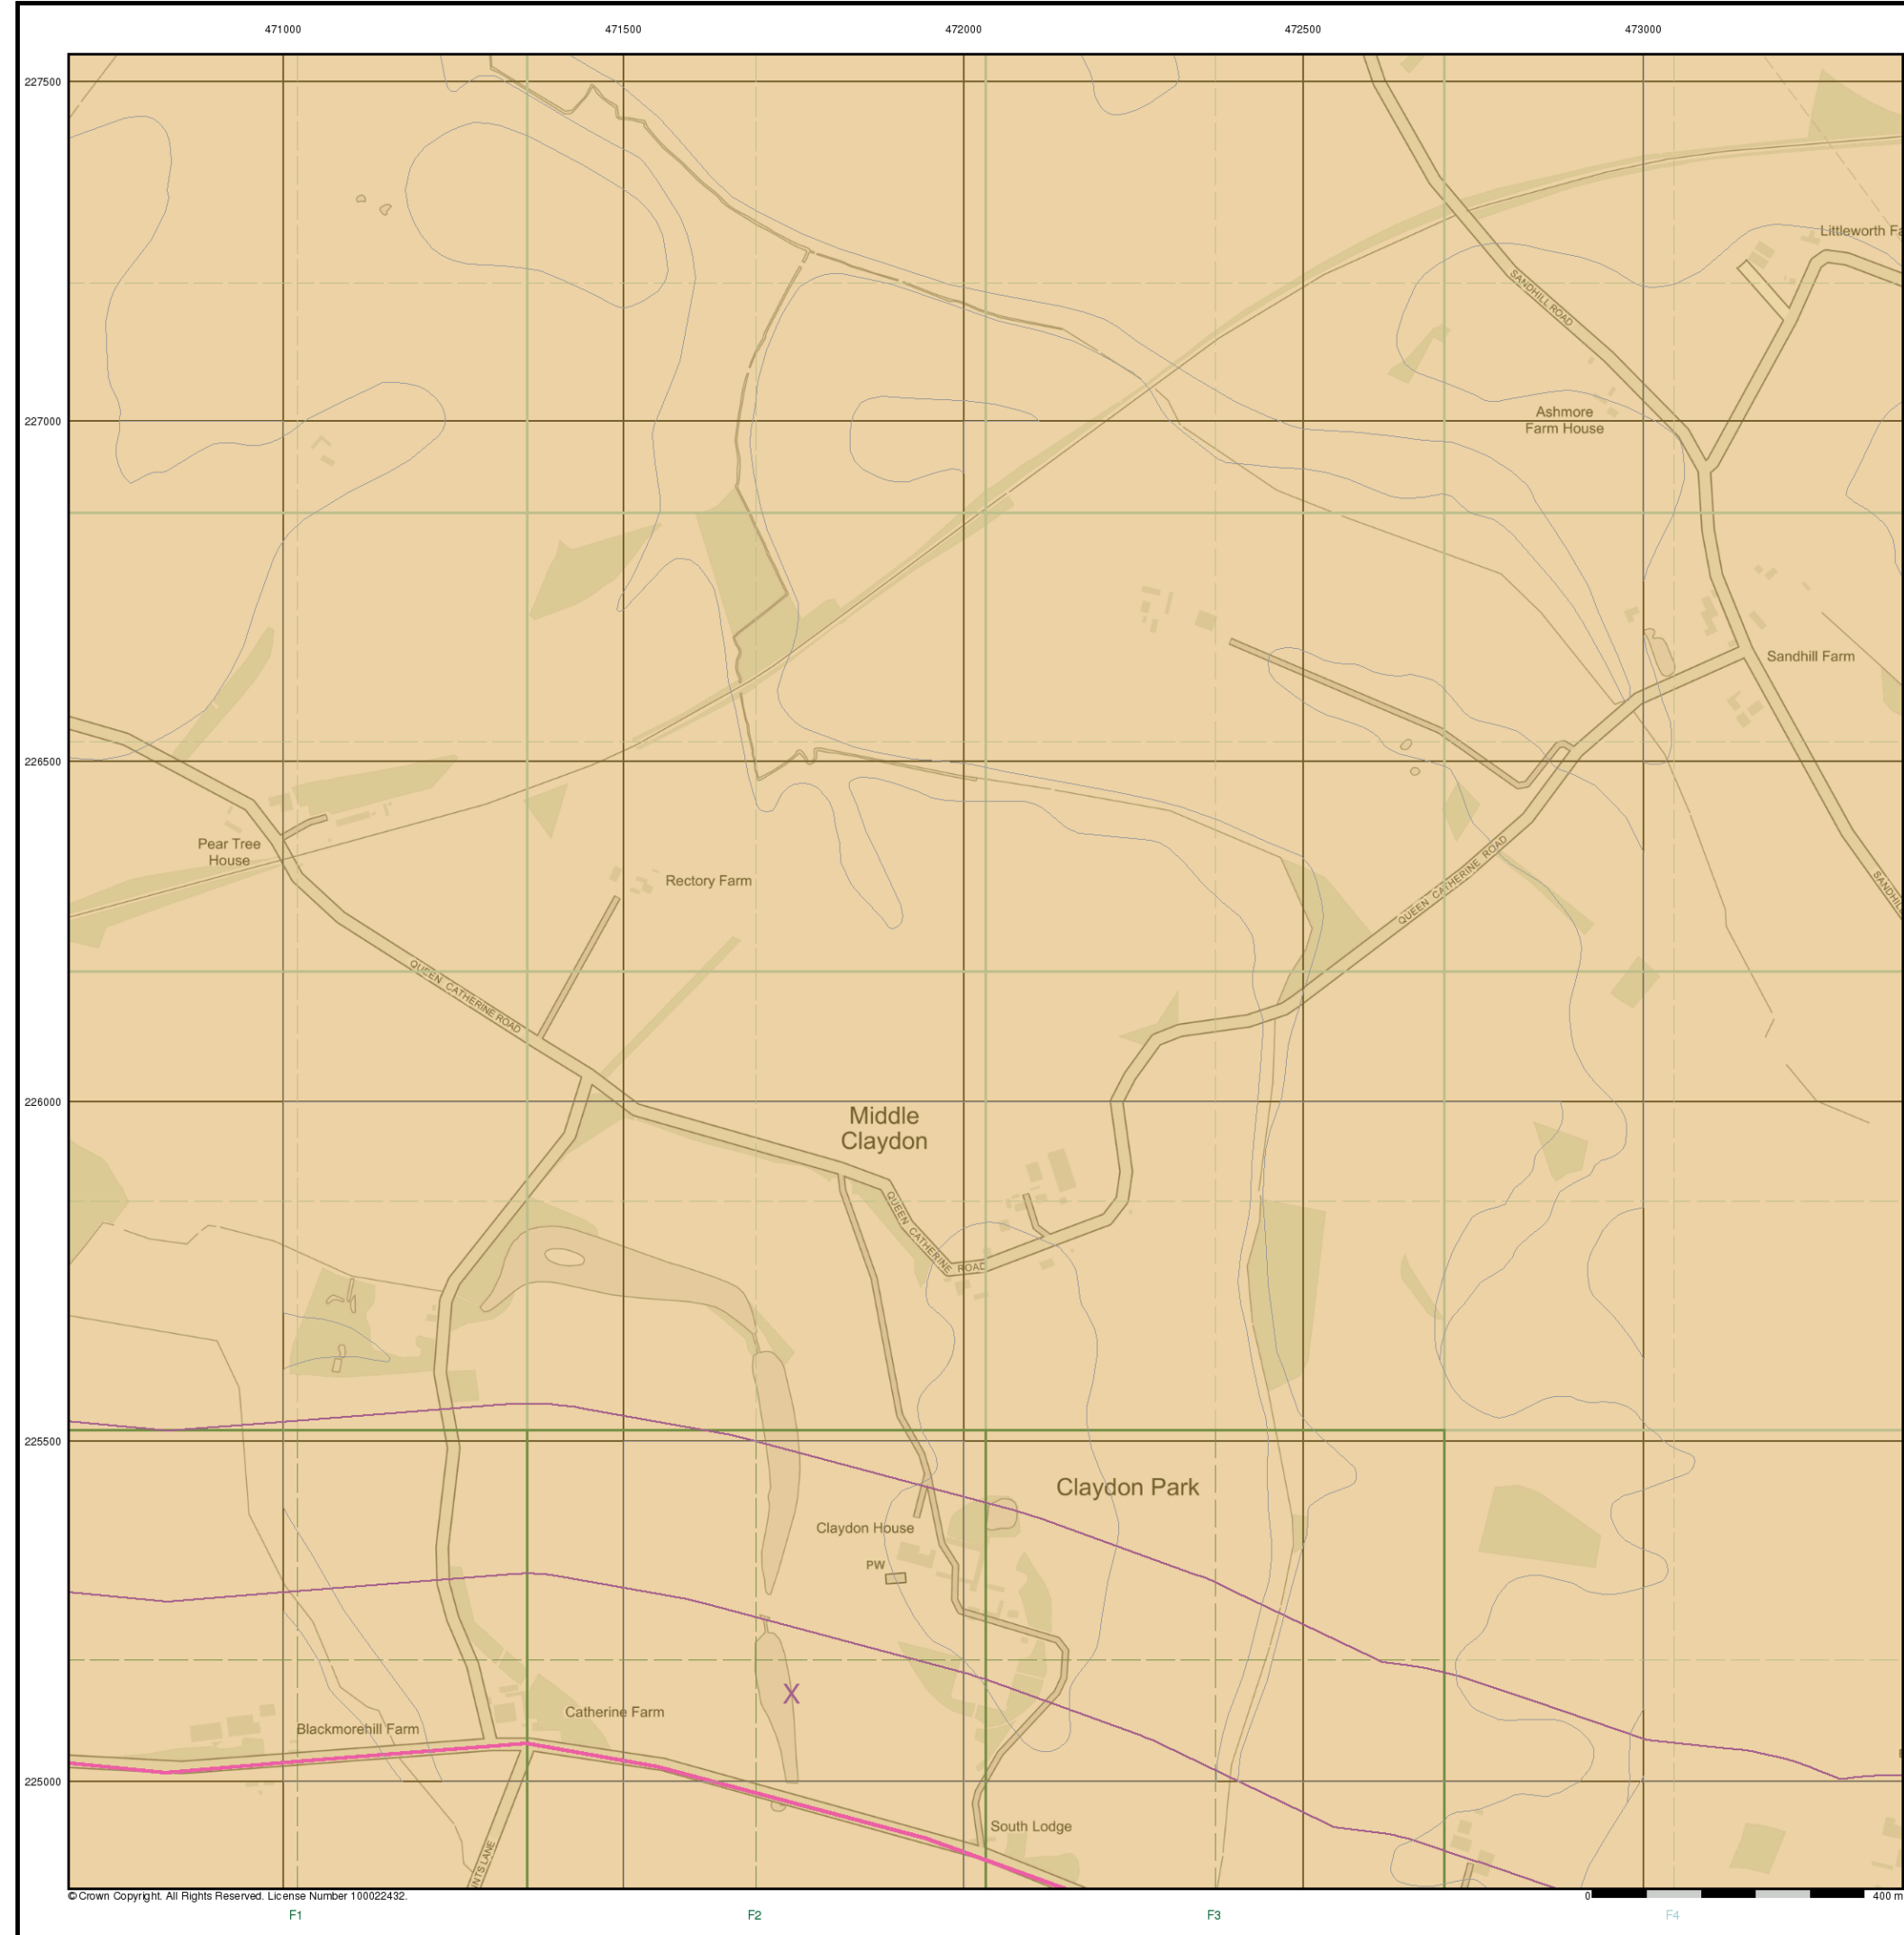 471000 471500 472000 472500 473000
227500
Littleworth Fa
SANDHILL ROAD
227000
Ashmore
Farm House
Sandhill Farm
226500
Pear Tree
House
Rectory Farm
QUEEN CATHERINE ROAD
SANDHILL
QUEEN CATHERINE ROAD
226000
Middle
Claydon
QUEEN CATHERINE ROAD
225500
Claydon Park
Claydon House
PW
X
Catherine Farm
Blackmorehill Farm
225000
South Lodge
NTS LANE
©Crown Copyright. All Rights Reserved. License Number 100022432.
0 400 m
F1 F2 F3 F4